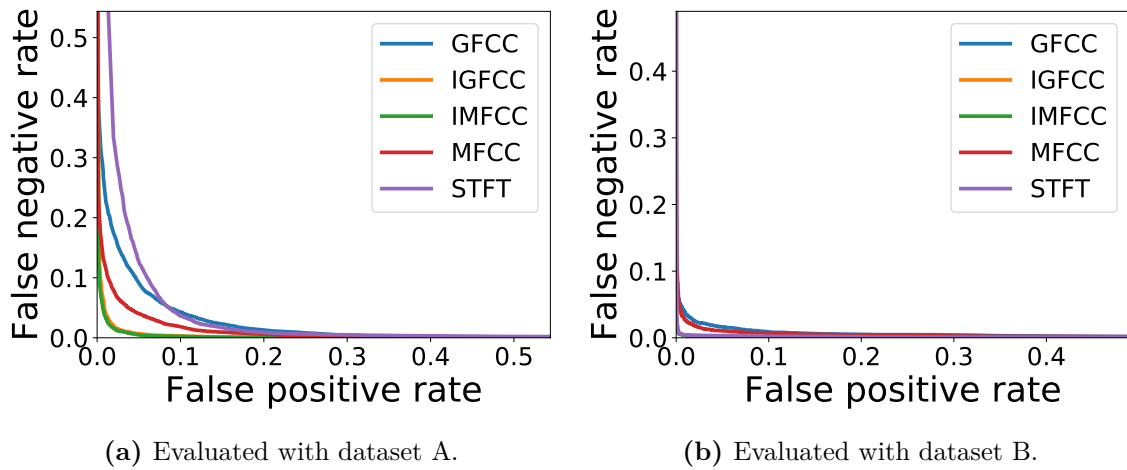 False negative rate
0.5
0.4
0.3
0.2
0.1
0.0
GFCC
IGFCC
IMFCC
MFCC
STFT
0.0 0.1 0.2 0.3 0.4 0.5
False positive rate
(a) Evaluated with dataset A.
False negative rate
0.4
0.3
0.2
0.1
0.0
GFCC
IGFCC
IMFCC
MFCC
STFT
0.0 0.1 0.2 0.3 0.4
False positive rate
(b) Evaluated with dataset B.